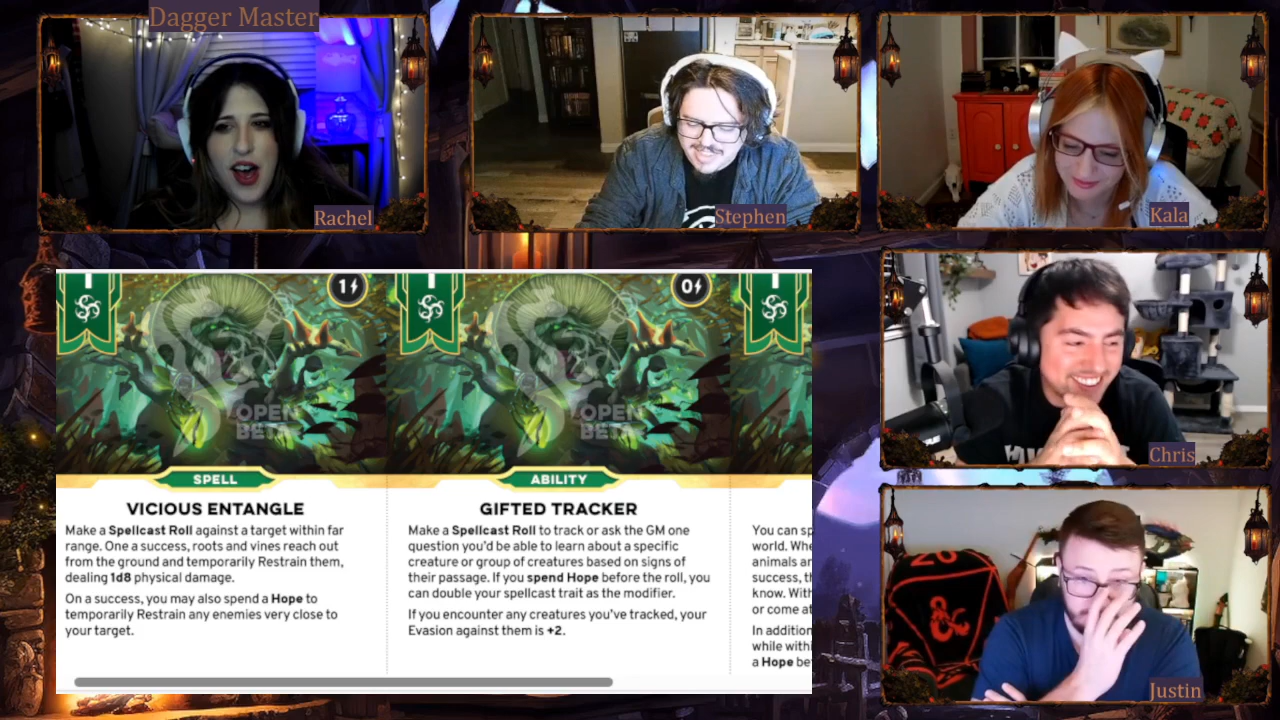 Dagger Master
Rachel
Stephen
Kala
Chris
Justin
1
OPEN
BETA
SPELL
VICIOUS ENTANGLE
Make a Spellcast Roll against a target within far
range. One a success, roots and vines reach out
from the ground and temporarily Restrain them,
dealing 1d8 physical damage.
On a success, you may also spend a Hope to
temporarily Restrain any enemies very close to
your target.
0
OPEN
BETA
ABILITY
GIFTED TRACKER
Make a Spellcast Roll to track or ask the GM one
question you'd be able to learn about a specific
creature or group of creatures based on signs of
their passage. If you spend Hope before the roll, you
can double your spellcast trait as the modifier.
If you encounter any creatures you've tracked, your
Evasion against them is +2.
You can sp
world. Whe
animals ar
success, th
know. With
or come at
In addition
while withi
a Hope be